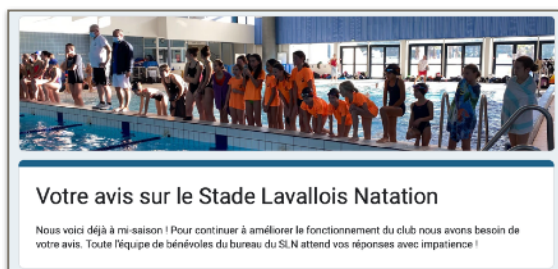 Votre avis sur le Stade Lavallois Natation
Nous voici déjà à mi-saison ! Pour continuer à améliorer le fonctionnement du club nous avons besoin de
votre avis. Toute l'équipe de bénévoles du bureau du SLN attend vos réponses avec impatience !